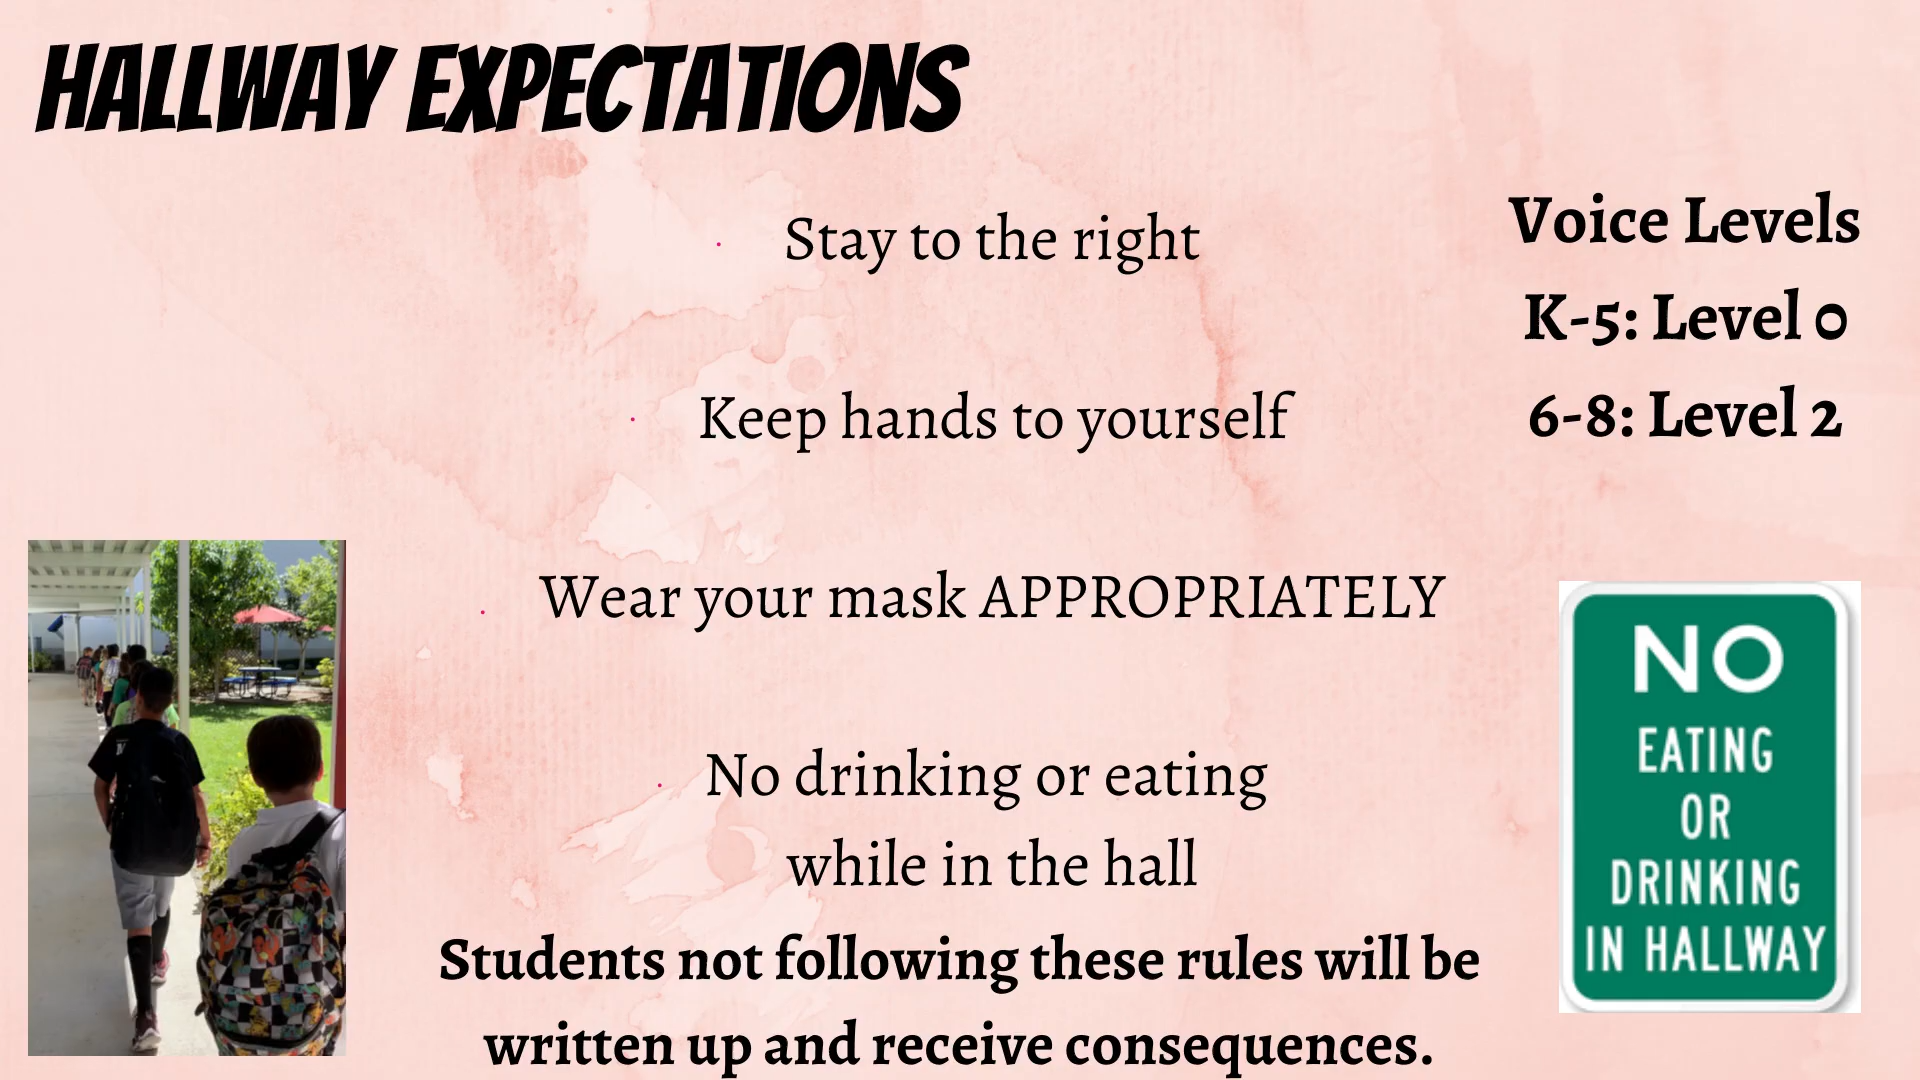 HALLWAY EXPECTATIONS
Stay to the right
Keep hands to yourself
Wear your mask APPROPRIATELY
No drinking or eating
while in the hall
Students not following these rules will be
written up and receive consequences.
Voice Levels
K-5: Level 0
6-8: Level 2
NO
EATING
OR
DRINKING
IN HALLWAY